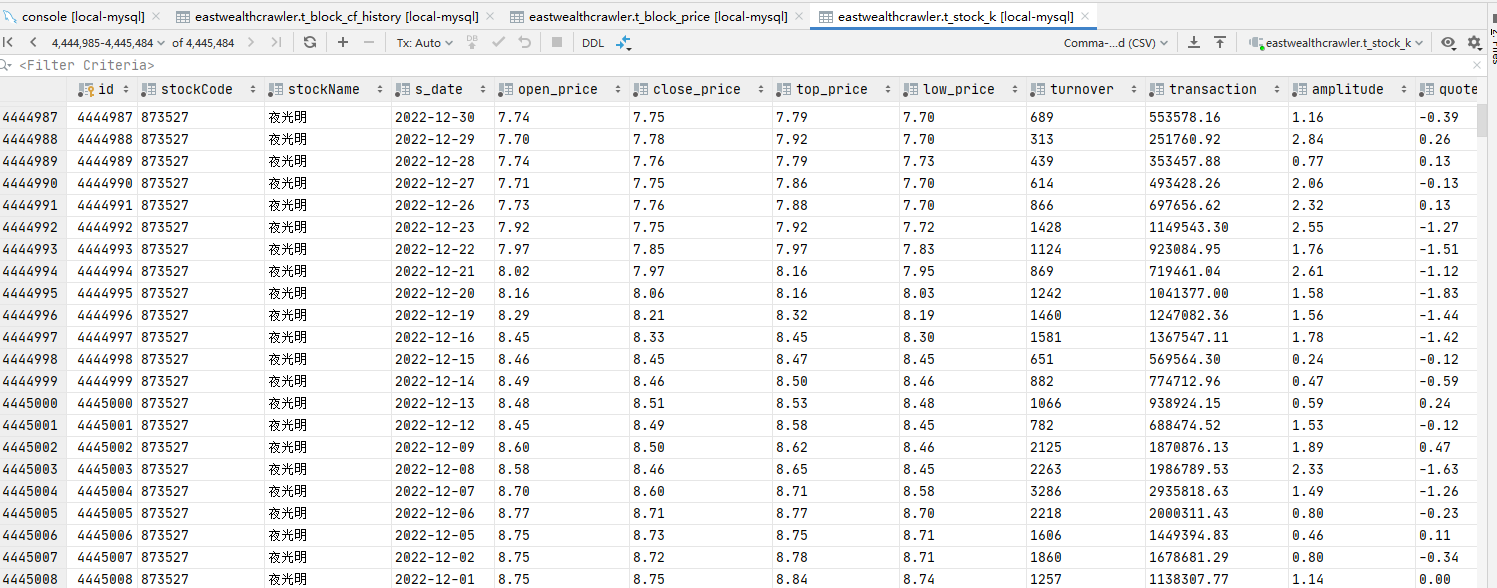 console [local-mysql] eastwealthcrawler.t_block_cf_history [local-mysql] eastwealthcrawler.t_block_price [local-mysql] eastwealthcrawler.t_stock_k [local-mysql]
4,444,985-4,445,484 of 4,445,484 Tx: Auto DB DDL Comma-...d (CSV) eastwealthcrawler.t_stock_k
<Filter Criteria>
id stockCode stockName s_date open_price close_price top_price low_price turnover transaction amplitude quote
4444987 4444987 873527 夜光明 2022-12-30 7.74 7.75 7.79 7.70 689 553578.16 1.16 -0.39
4444988 4444988 873527 夜光明 2022-12-29 7.70 7.78 7.92 7.70 313 251760.92 2.84 0.26
4444989 4444989 873527 夜光明 2022-12-28 7.74 7.76 7.79 7.73 439 353457.88 0.77 0.13
4444990 4444990 873527 夜光明 2022-12-27 7.71 7.75 7.86 7.70 614 493428.26 2.06 -0.13
4444991 4444991 873527 夜光明 2022-12-26 7.73 7.76 7.88 7.70 866 697656.62 2.32 0.13
4444992 4444992 873527 夜光明 2022-12-23 7.92 7.75 7.92 7.72 1428 1149543.30 2.55 -1.27
4444993 4444993 873527 夜光明 2022-12-22 7.97 7.85 7.97 7.83 1124 923084.95 1.76 -1.51
4444994 4444994 873527 夜光明 2022-12-21 8.02 7.97 8.16 7.95 869 719461.04 2.61 -1.12
4444995 4444995 873527 夜光明 2022-12-20 8.16 8.06 8.16 8.03 1242 1041377.00 1.58 -1.83
4444996 4444996 873527 夜光明 2022-12-19 8.29 8.21 8.32 8.19 1460 1247082.36 1.56 -1.44
4444997 4444997 873527 夜光明 2022-12-16 8.45 8.33 8.45 8.30 1581 1367547.11 1.78 -1.42
4444998 4444998 873527 夜光明 2022-12-15 8.46 8.45 8.47 8.45 651 569564.30 0.24 -0.12
4444999 4444999 873527 夜光明 2022-12-14 8.49 8.46 8.50 8.46 882 774712.96 0.47 -0.59
4445000 4445000 873527 夜光明 2022-12-13 8.48 8.51 8.53 8.48 1066 938924.15 0.59 0.24
4445001 4445001 873527 夜光明 2022-12-12 8.45 8.49 8.58 8.45 782 688474.52 1.53 -0.12
4445002 4445002 873527 夜光明 2022-12-09 8.60 8.50 8.62 8.46 2125 1870876.13 1.89 0.47
4445003 4445003 873527 夜光明 2022-12-08 8.58 8.46 8.65 8.45 2263 1986789.53 2.33 -1.63
4445004 4445004 873527 夜光明 2022-12-07 8.70 8.60 8.71 8.58 3286 2935818.63 1.49 -1.26
4445005 4445005 873527 夜光明 2022-12-06 8.77 8.71 8.77 8.70 2218 2000311.43 0.80 -0.23
4445006 4445006 873527 夜光明 2022-12-05 8.75 8.73 8.75 8.71 1606 1449394.83 0.46 0.11
4445007 4445007 873527 夜光明 2022-12-02 8.75 8.72 8.78 8.71 1860 1678681.29 0.80 -0.34
4445008 4445008 873527 夜光明 2022-12-01 8.75 8.75 8.84 8.74 1257 1138307.77 1.14 0.00